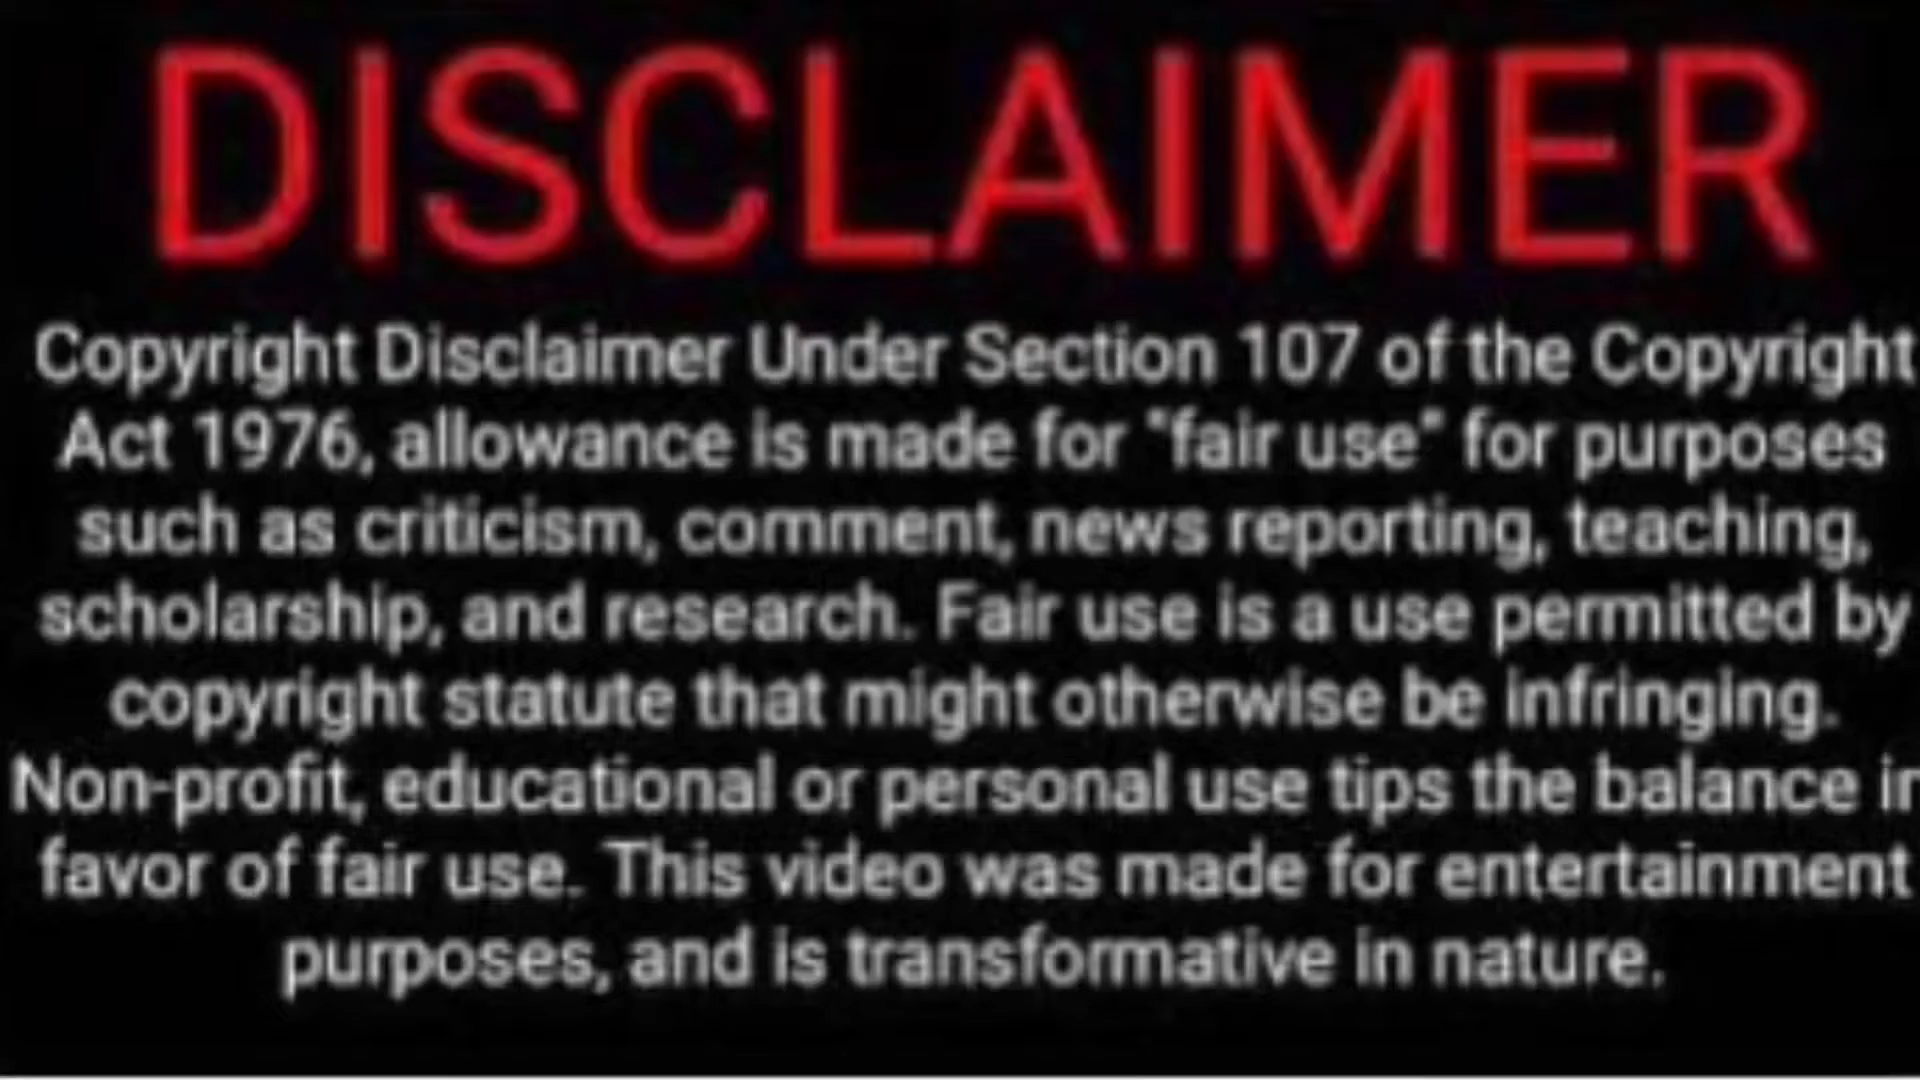 DISCLAIMER
Copyright Disclaimer Under Section 107 of the Copyright
Act 1976, allowance is made for "fair use" for purposes
such as criticism, comment, news reporting, teaching,
scholarship, and research. Fair use is a use permitted by
copyright statute that might otherwise be infringing.
Non-profit, educational or personal use tips the balance in
favor of fair use. This video was made for entertainment
purposes, and is transformative in nature.